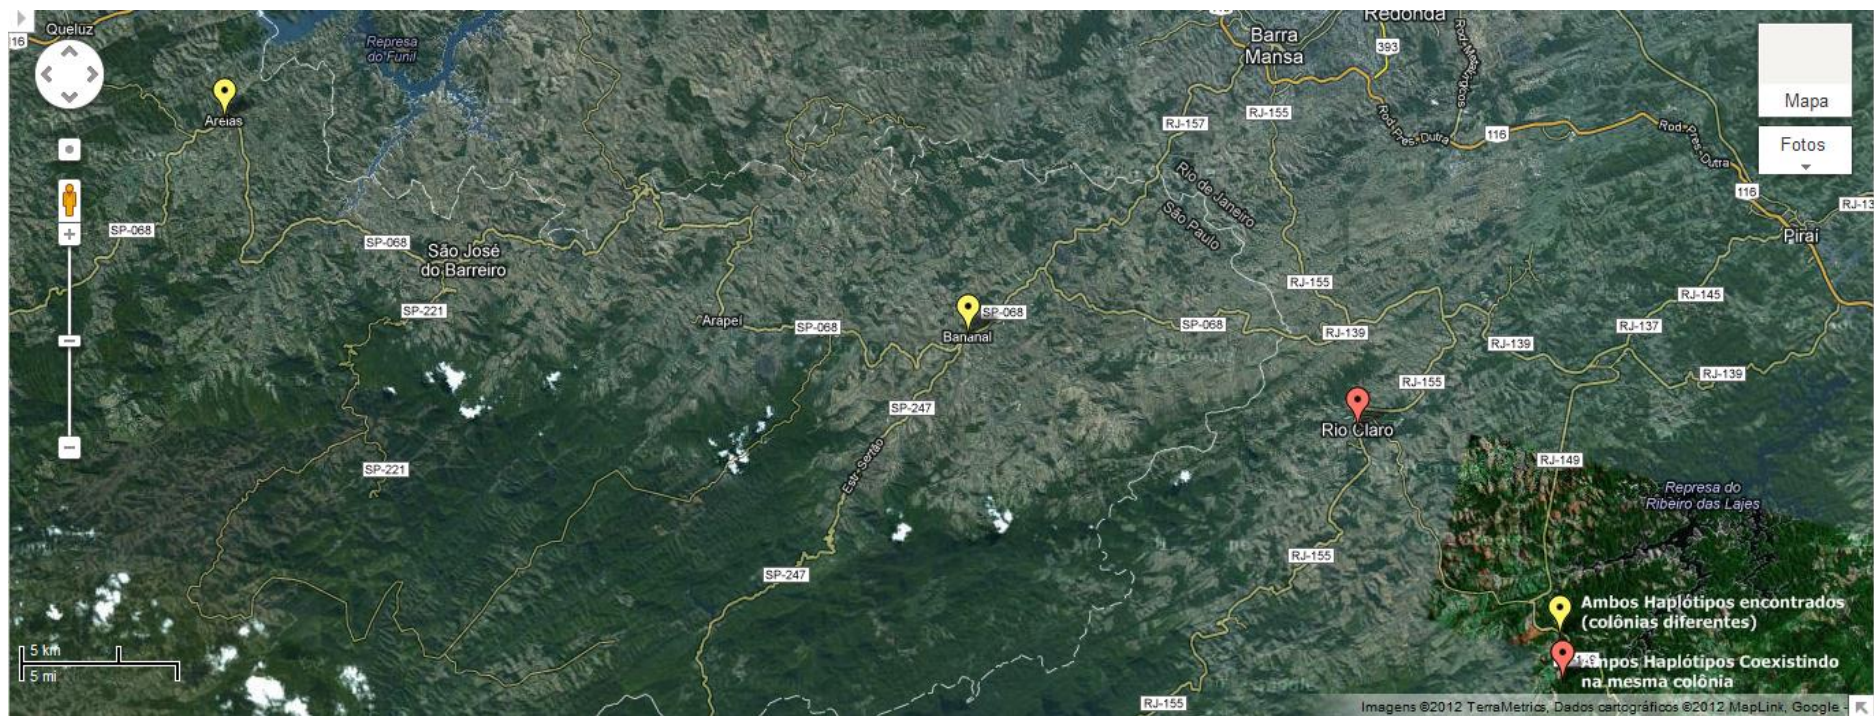 Queluz
16
Represa
do Funil
Redonda
Barra
Mansa
393
Mapa
Areias
RJ-157
RJ-155
Rod. Pres. Dutra
116
Rod. Pres. Dutra
Fotos
116
Rio de Janeiro
São Paulo
SP-068
SP-068
São José
do Barreiro
Piraí
RJ-155
RJ-145
SP-221
Arapeí
SP-068
SP-068
Bananal
SP-068
RJ-139
RJ-137
RJ-139
RJ-139
RJ-155
SP-247
Rio Claro
Estr. Sertão
SP-221
RJ-149
Represa do
Ribeiro das Lajes
RJ-155
SP-247
Ambos Haplótipos encontrados
(colônias diferentes)
5 km
5 mi
Ampos Haplótipos Coexistindo
na mesma colônia
RJ-155
Imagens ©2012 TerraMetrics, Dados cartográficos ©2012 MapLink, Google -